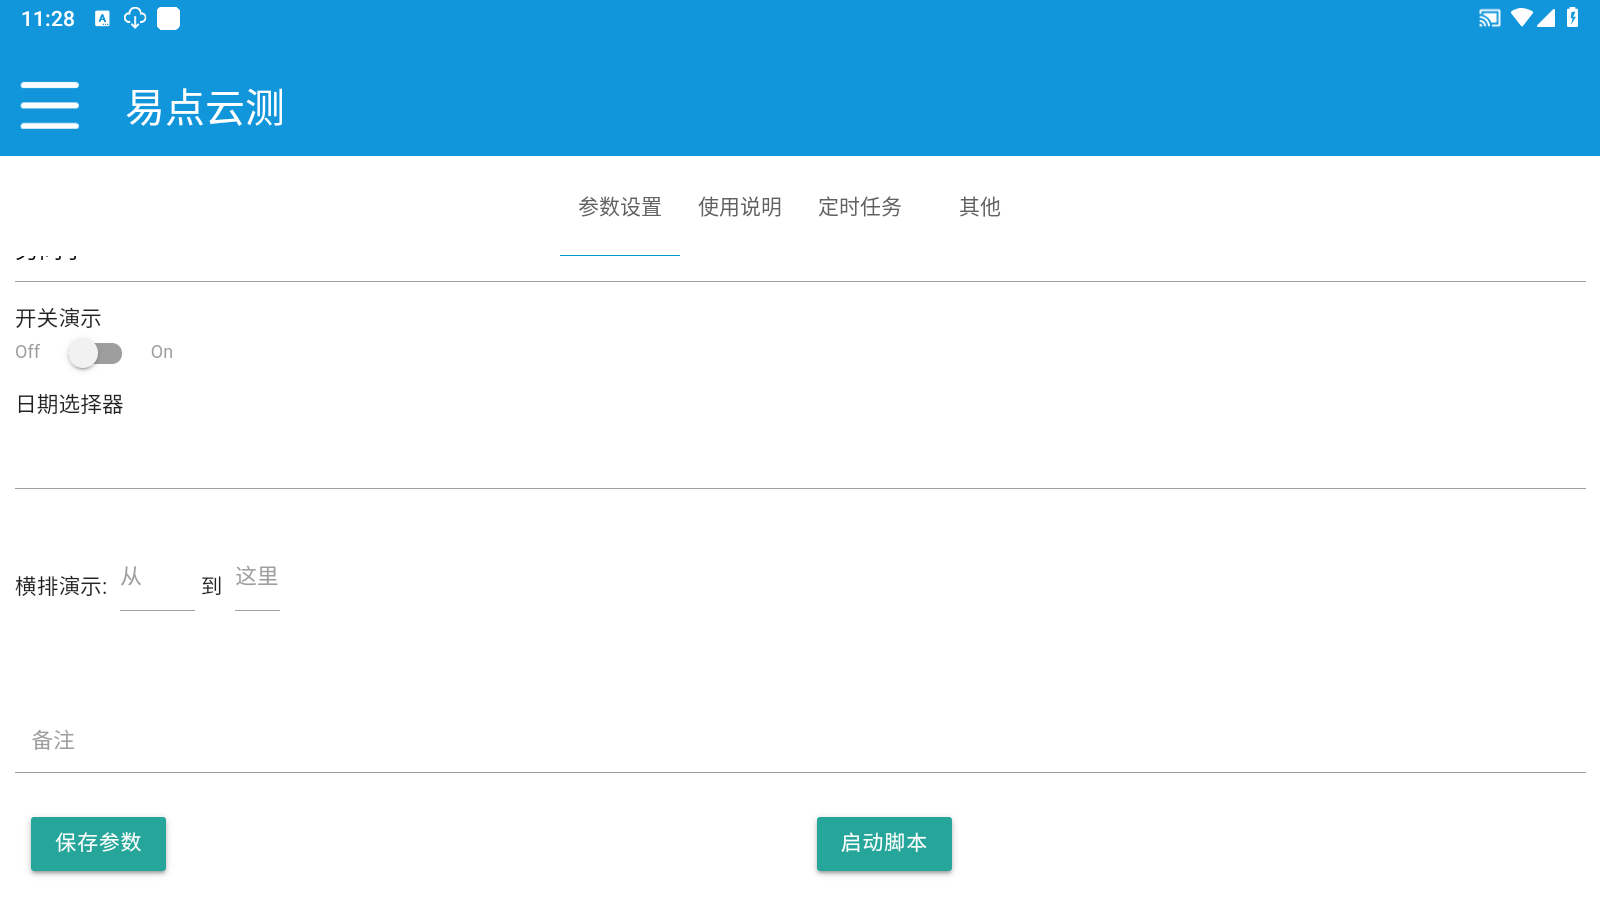 11:28
易点云测
参数设置 使用说明 定时任务 其他
开关演示
Off On
日期选择器
横排演示: 从 到 这里
备注
保存参数 启动脚本